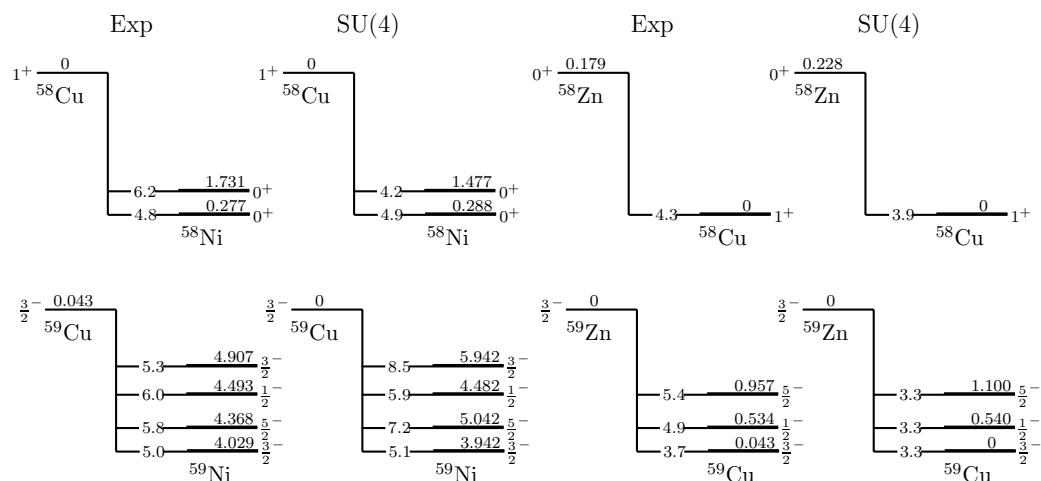 Exp SU(4) Exp SU(4)
1⁺ 0 1⁺ 0 0⁺ 0.179 0⁺ 0.228
⁵⁸Cu ⁵⁸Cu ⁵⁸Zn ⁵⁸Zn
6.2 1.731 0⁺ 4.2 1.477 0⁺
4.8 0.277 0⁺ 4.9 0.288 0⁺ 4.3 0 1⁺ 3.9 0 1⁺
⁵⁸Ni ⁵⁸Ni ⁵⁸Cu ⁵⁸Cu
3/2⁻ 0.043 3/2⁻ 0 3/2⁻ 0 3/2⁻ 0
⁵⁹Cu ⁵⁹Cu ⁵⁹Zn ⁵⁹Zn
5.3 4.907 3/2⁻ 8.5 5.942 3/2⁻
6.0 4.493 1/2⁻ 5.9 4.482 1/2⁻ 5.4 0.957 5/2⁻ 3.3 1.100 5/2⁻
5.8 4.368 5/2⁻ 7.2 5.042 5/2⁻ 4.9 0.534 1/2⁻ 3.3 0.540 1/2⁻
5.0 4.029 3/2⁻ 5.1 3.942 3/2⁻ 3.7 0.043 3/2⁻ 3.3 0 3/2⁻
⁵⁹Ni ⁵⁹Ni ⁵⁹Cu ⁵⁹Cu